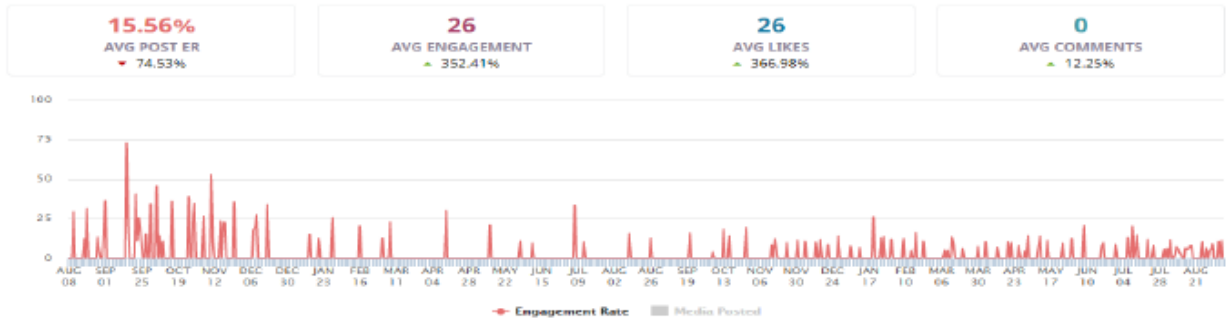 15.56%
AVG POST ER
74.53%
26
AVG ENGAGEMENT
352.41%
26
AVG LIKES
366.98%
0
AVG COMMENTS
12.25%
100
75
50
25
0
AUG 08
SEP 01
SEP 25
OCT 19
NOV 12
DEC 06
DEC 30
JAN 23
FEB 16
MAR 11
APR 04
APR 28
MAY 22
JUN 15
JUL 09
AUG 02
AUG 26
SEP 19
OCT 13
NOV 06
NOV 30
DEC 24
JAN 17
FEB 10
MAR 06
MAR 30
APR 23
MAY 17
JUN 10
JUL 04
JUL 28
AUG 21
Engagement Rate
Media Posted